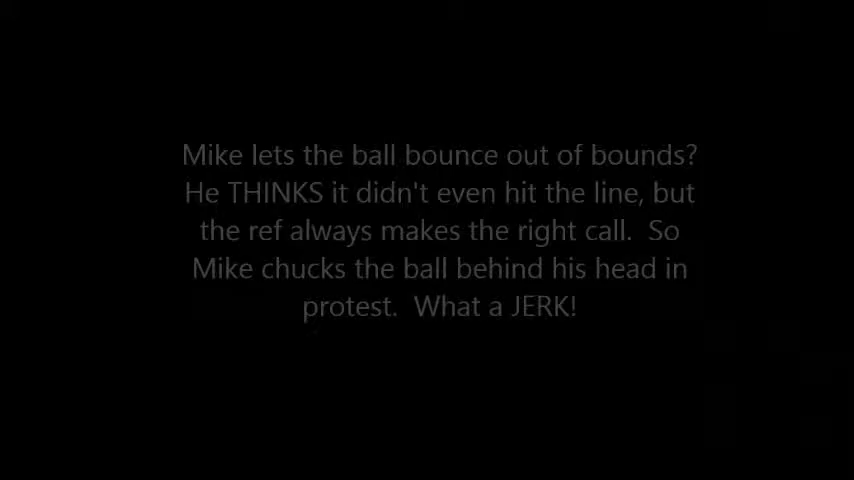 Mike lets the ball bounce out of bounds?
He THINKS it didn't even hit the line, but
the ref always makes the right call.  So
Mike chucks the ball behind his head in
protest.  What a JERK!